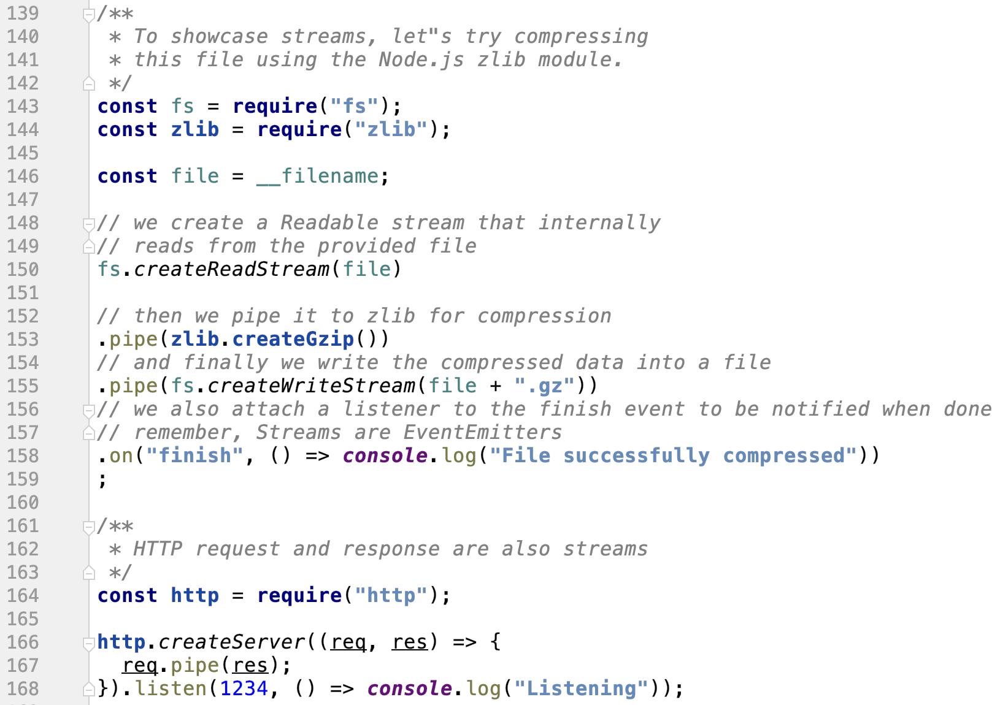 139 /**
140  * To showcase streams, let"s try compressing
141  * this file using the Node.js zlib module.
142  */
143 const fs = require("fs");
144 const zlib = require("zlib");
145
146 const file = __filename;
147
148 // we create a Readable stream that internally
149 // reads from the provided file
150 fs.createReadStream(file)
151
152 // then we pipe it to zlib for compression
153 .pipe(zlib.createGzip())
154 // and finally we write the compressed data into a file
155 .pipe(fs.createWriteStream(file + ".gz"))
156 // we also attach a listener to the finish event to be notified when done
157 // remember, Streams are EventEmitters
158 .on("finish", () => console.log("File successfully compressed"))
159 ;
160
161 /**
162  * HTTP request and response are also streams
163  */
164 const http = require("http");
165
166 http.createServer((req, res) => {
167   req.pipe(res);
168 }).listen(1234, () => console.log("Listening"));